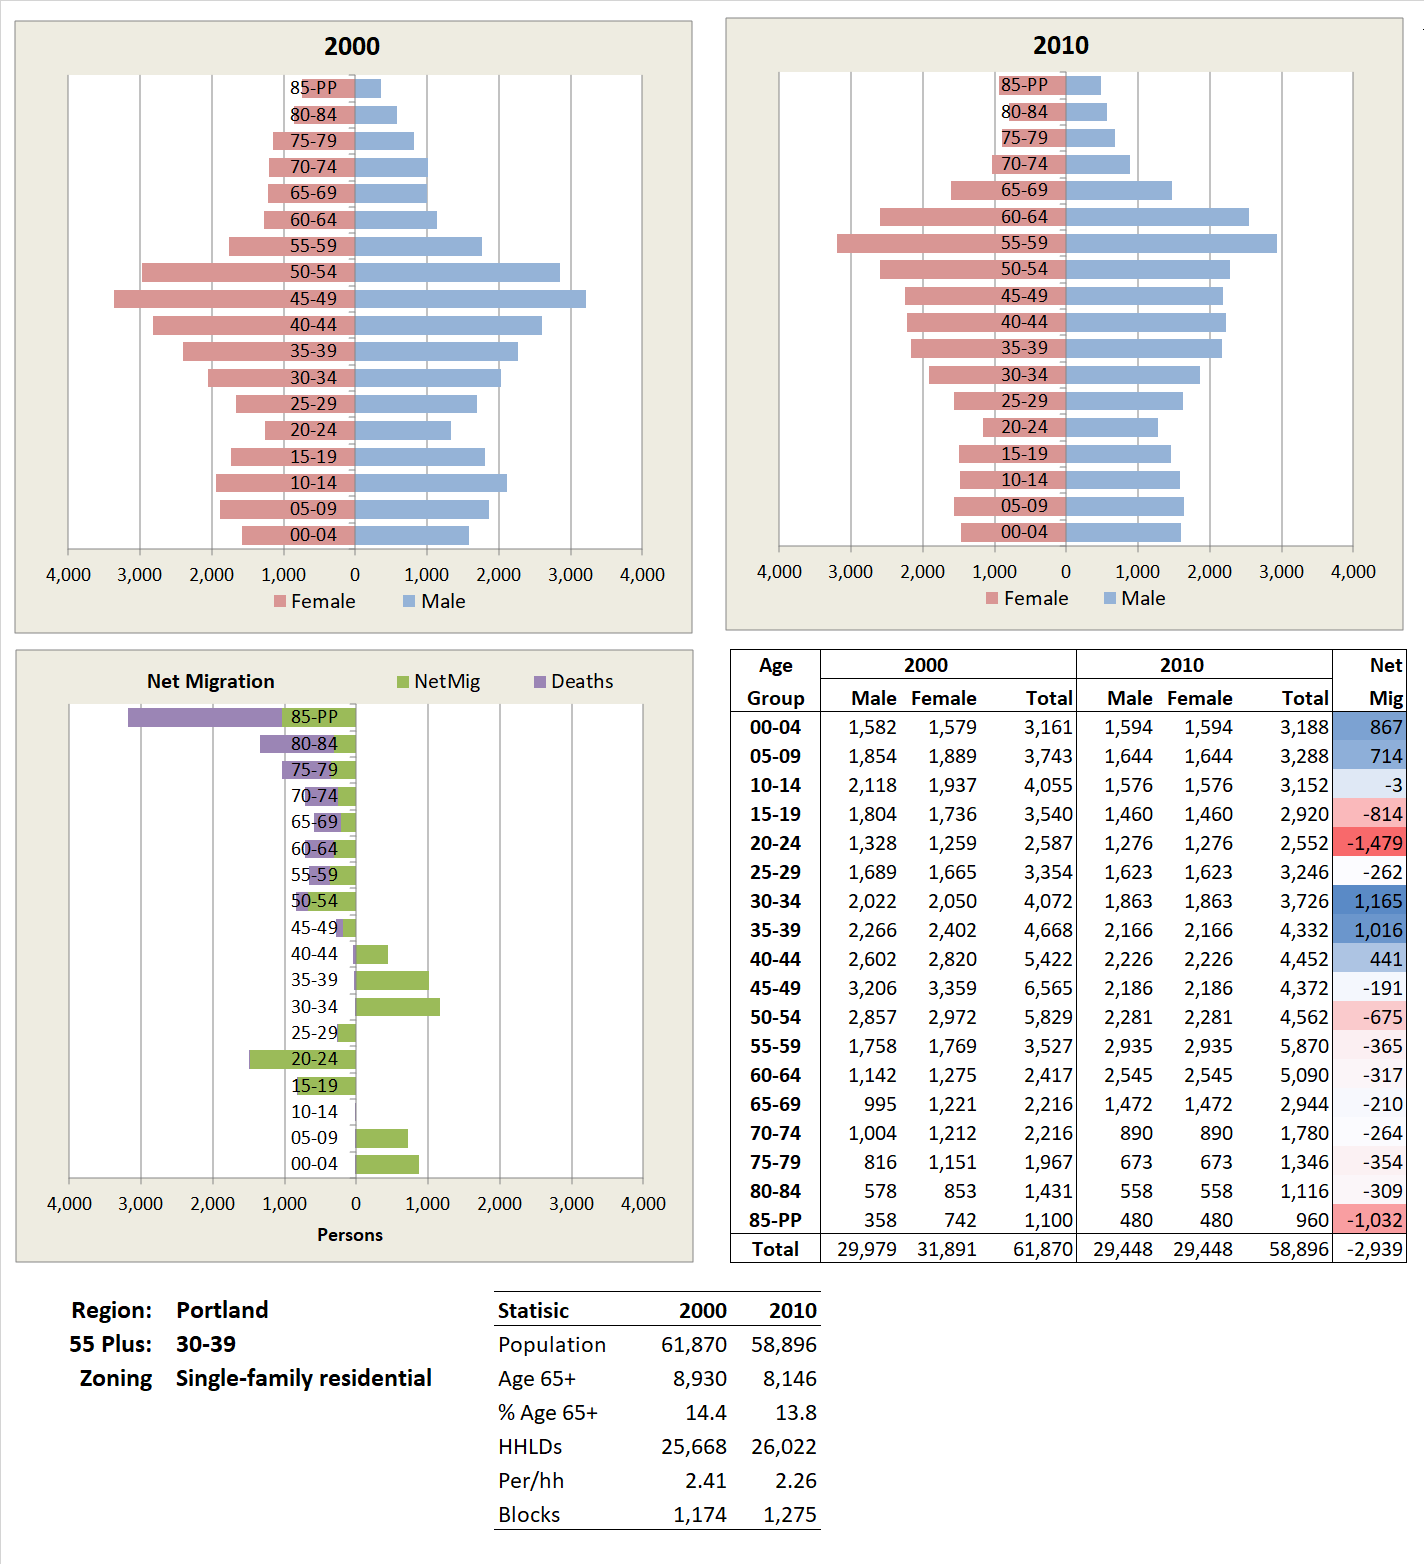 2000
85-PP
80-84
75-79
70-74
65-69
60-64
55-59
50-54
45-49
40-44
35-39
30-34
25-29
20-24
15-19
10-14
05-09
00-04
4,000 3,000 2,000 1,000 0 1,000 2,000 3,000 4,000
Female Male
2010
85-PP
80-84
75-79
70-74
65-69
60-64
55-59
50-54
45-49
40-44
35-39
30-34
25-29
20-24
15-19
10-14
05-09
00-04
4,000 3,000 2,000 1,000 0 1,000 2,000 3,000 4,000
Female Male
Net Migration NetMig Deaths
85-PP
80-84
75-79
70-74
65-69
60-64
55-59
50-54
45-49
40-44
35-39
30-34
25-29
20-24
15-19
10-14
05-09
00-04
4,000 3,000 2,000 1,000 0 1,000 2,000 3,000 4,000
Persons
Age 2000 2010 Net
Group Male Female Total Male Female Total Mig
00-04 1,582 1,579 3,161 1,594 1,594 3,188 867
05-09 1,854 1,889 3,743 1,644 1,644 3,288 714
10-14 2,118 1,937 4,055 1,576 1,576 3,152 -3
15-19 1,804 1,736 3,540 1,460 1,460 2,920 -814
20-24 1,328 1,259 2,587 1,276 1,276 2,552 -1,479
25-29 1,689 1,665 3,354 1,623 1,623 3,246 -262
30-34 2,022 2,050 4,072 1,863 1,863 3,726 1,165
35-39 2,266 2,402 4,668 2,166 2,166 4,332 1,016
40-44 2,602 2,820 5,422 2,226 2,226 4,452 441
45-49 3,206 3,359 6,565 2,186 2,186 4,372 -191
50-54 2,857 2,972 5,829 2,281 2,281 4,562 -675
55-59 1,758 1,769 3,527 2,935 2,935 5,870 -365
60-64 1,142 1,275 2,417 2,545 2,545 5,090 -317
65-69 995 1,221 2,216 1,472 1,472 2,944 -210
70-74 1,004 1,212 2,216 890 890 1,780 -264
75-79 816 1,151 1,967 673 673 1,346 -354
80-84 578 853 1,431 558 558 1,116 -309
85-PP 358 742 1,100 480 480 960 -1,032
Total 29,979 31,891 61,870 29,448 29,448 58,896 -2,939
Region: Portland
55 Plus: 30-39
Zoning Single-family residential
Statisic 2000 2010
Population 61,870 58,896
Age 65+ 8,930 8,146
% Age 65+ 14.4 13.8
HHLDs 25,668 26,022
Per/hh 2.41 2.26
Blocks 1,174 1,275